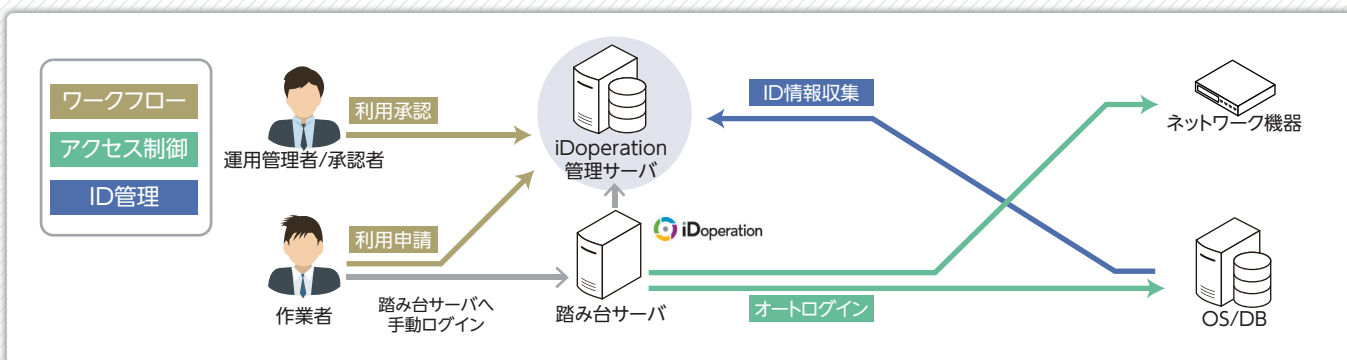 ワークフロー
アクセス制御
ID管理
利用承認
運用管理者/承認者
iDoperation
管理サーバ
ID情報収集
ネットワーク機器
利用申請
作業者
踏み台サーバへ
手動ログイン
iDoperation
踏み台サーバ
オートログイン
OS/DB